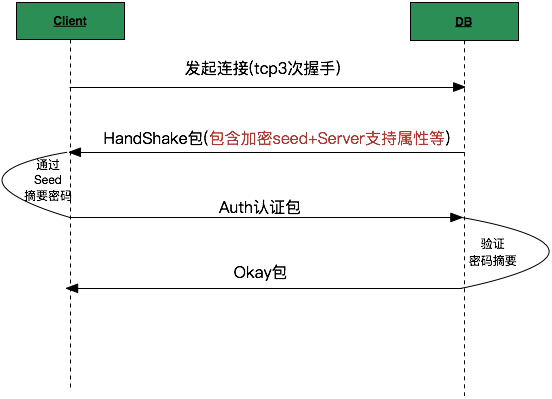 Client
DB
发起连接(tcp3次握手)
HandShake包(包含加密seed+Server支持属性等)
通过
Seed
摘要密码
Auth认证包
验证
密码摘要
Okay包